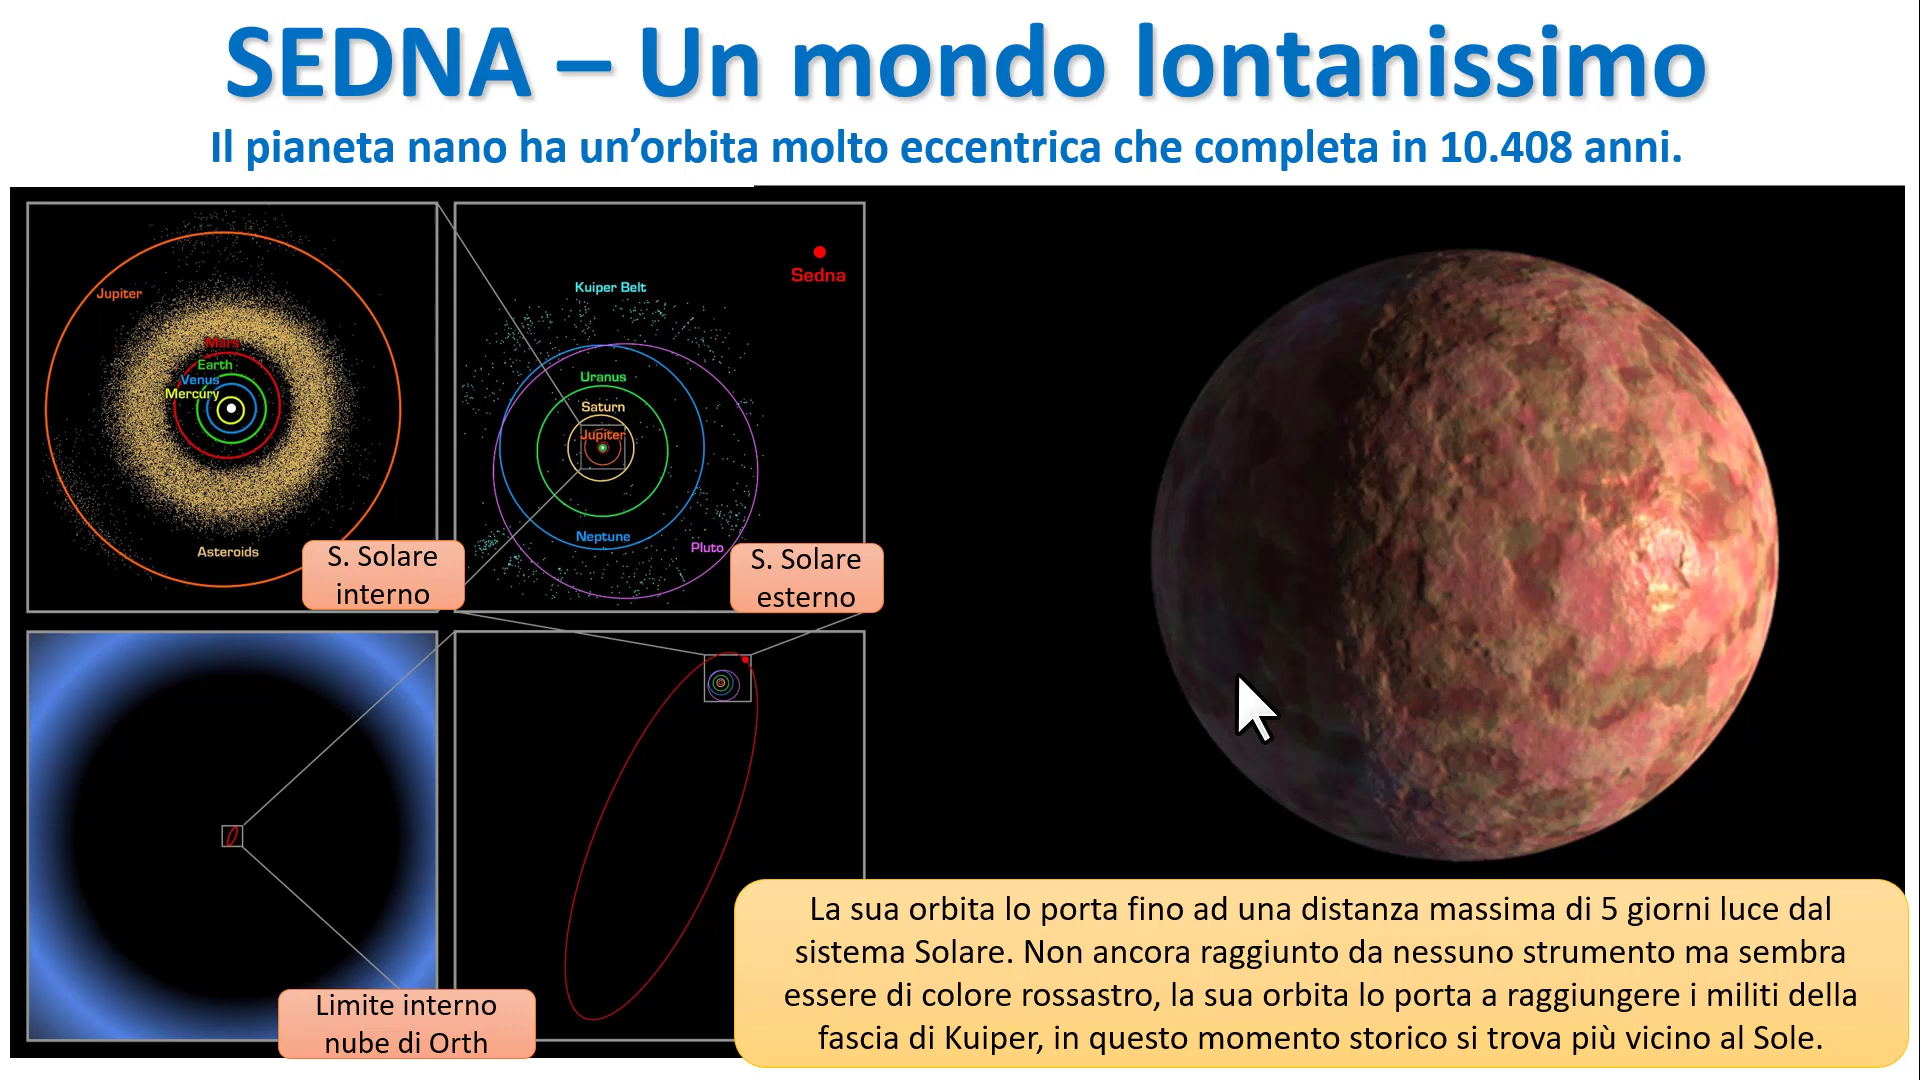 SEDNA – Un mondo lontanissimo
Il pianeta nano ha un’orbita molto eccentrica che completa in 10.408 anni.
Jupiter
Mars
Earth
Venus
Mercury
Asteroids
S. Solare
interno
Sedna
Kuiper Belt
Uranus
Saturn
Jupiter
Neptune
Pluto
S. Solare
esterno
Limite interno
nube di Orth
La sua orbita lo porta fino ad una distanza massima di 5 giorni luce dal
sistema Solare. Non ancora raggiunto da nessuno strumento ma sembra
essere di colore rossastro, la sua orbita lo porta a raggiungere i militi della
fascia di Kuiper, in questo momento storico si trova più vicino al Sole.